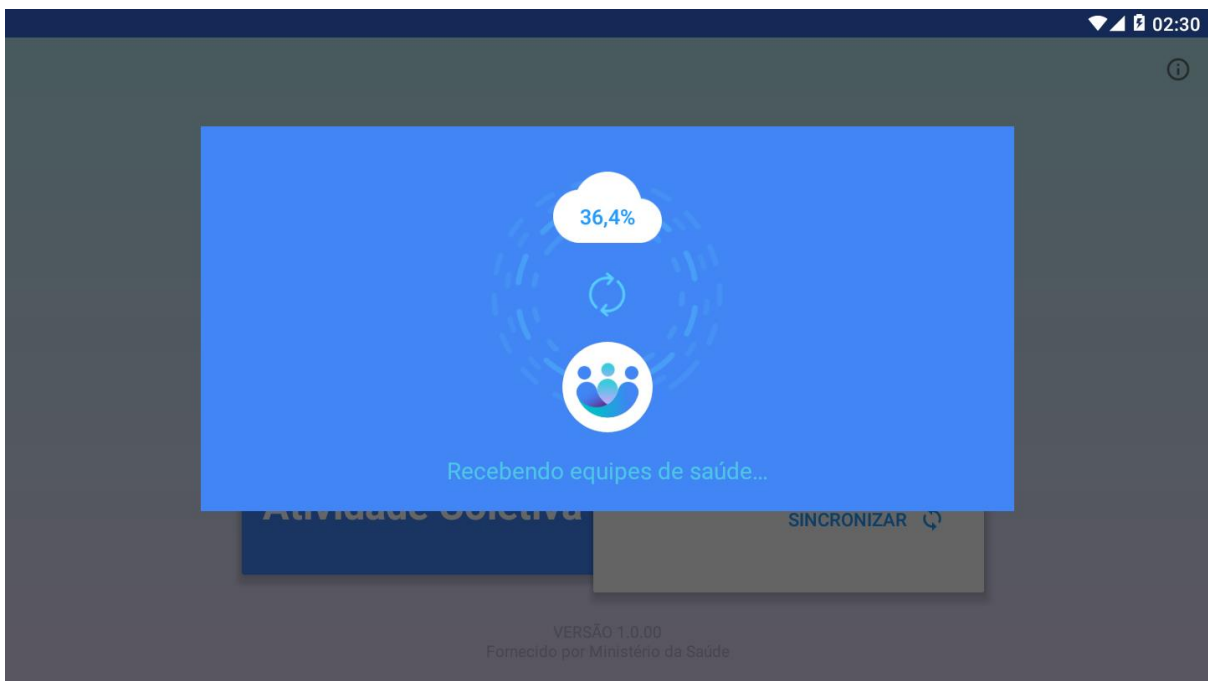 02:30
36,4%
Recebendo equipes de saúde...
Atividade Coletiva
SINCRONIZAR
VERSÃO 1.0.00
Fornecido por Ministério da Saúde